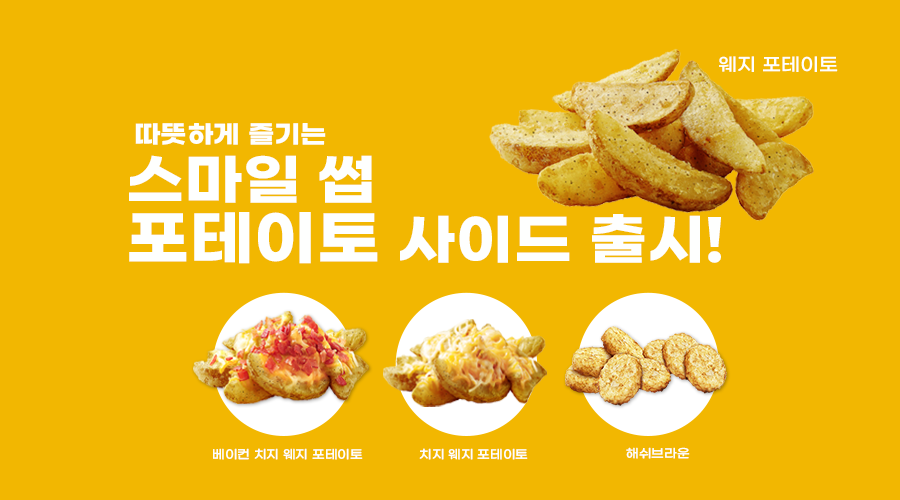 웨지 포테이토
따뜻하게 즐기는
스마일 썹
포테이토 사이드 출시!
베이컨 치지 웨지 포테이토
치지 웨지 포테이토
해쉬브라운